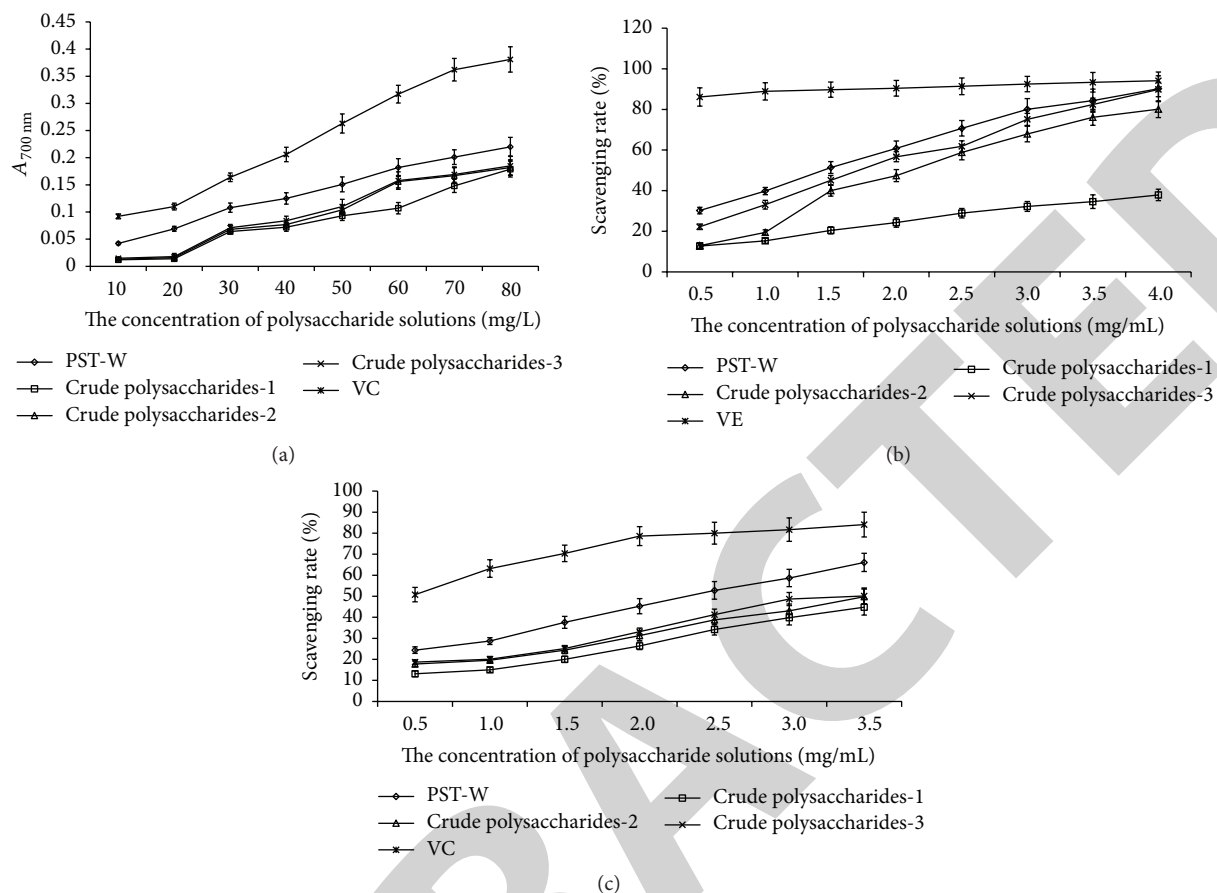 0.45
0.4
0.35
0.3
0.25
0.2
0.15
0.1
0.05
0
A700 nm
10 20 30 40 50 60 70 80
The concentration of polysaccharide solutions (mg/L)
PST-W
Crude polysaccharides-1
Crude polysaccharides-2
Crude polysaccharides-3
VC
(a)
120
100
80
60
40
20
0
Scavenging rate (%)
0.5 1.0 1.5 2.0 2.5 3.0 3.5 4.0
The concentration of polysaccharide solutions (mg/mL)
PST-W
Crude polysaccharides-2
VE
Crude polysaccharides-1
Crude polysaccharides-3
(b)
100
90
80
70
60
50
40
30
20
10
0
Scavenging rate (%)
0.5 1.0 1.5 2.0 2.5 3.0 3.5
The concentration of polysaccharide solutions (mg/mL)
PST-W
Crude polysaccharides-2
VC
Crude polysaccharides-1
Crude polysaccharides-3
(c)
RACTED